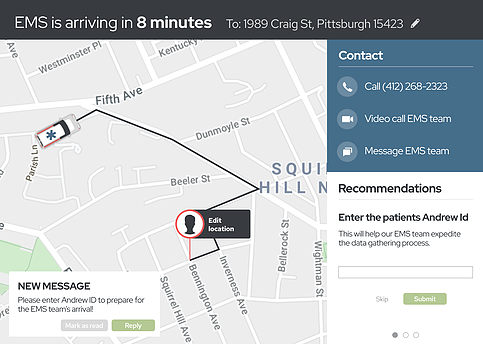 EMS is arriving in 8 minutes
To: 1989 Craig St, Pittsburgh 15423
Westminster Pl
Kentucky
Fifth Ave
Dunmoyle St
Parish Ln
Beeler St
SQUI
HILL N
Edit
location
Bellerock St
Wightman St
Inverness Ave
Bennington Ave
Squirrel Hill Ave
NEW MESSAGE
Please enter Andrew ID to prepare for
the EMS team's arrival!
Mark as read
Reply
Contact
Call (412) 268-2323
Video call EMS team
Message EMS team
Recommendations
Enter the patients Andrew Id
This will help our EMS team expedite
the data gathering process.
Skip
Submit